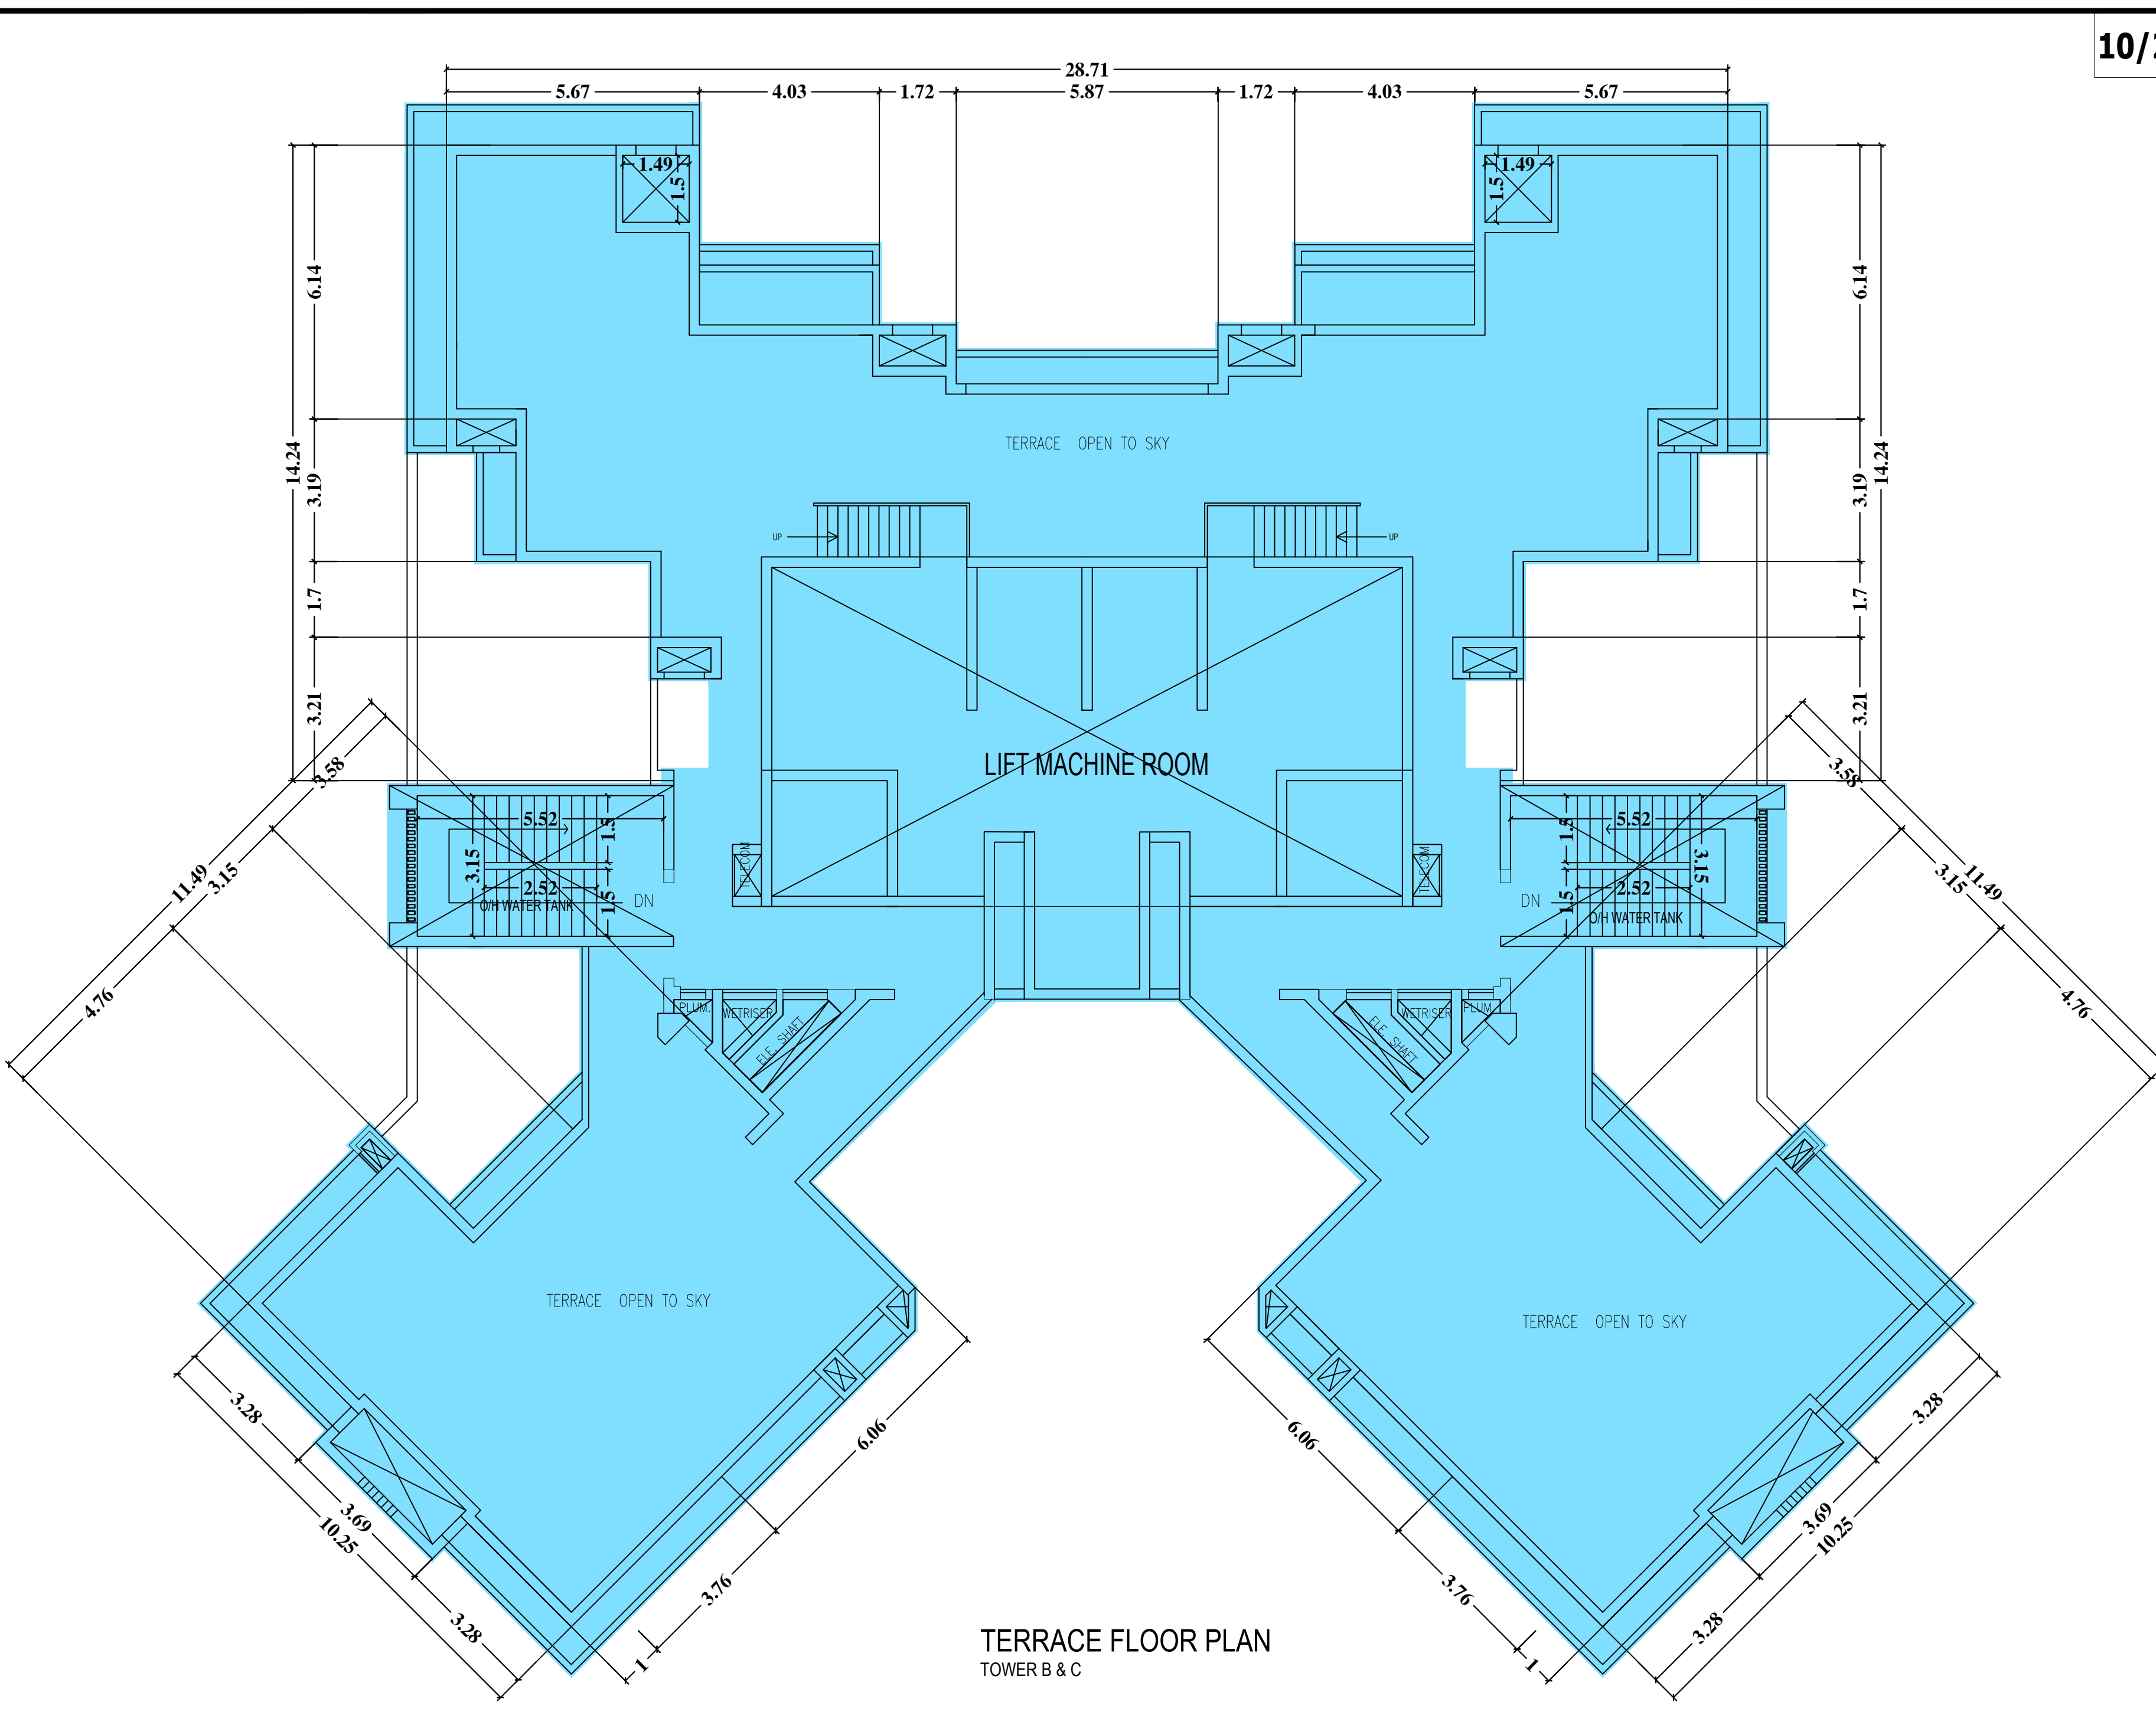 10/
28.71
5.67 4.03 1.72 5.87 1.72 4.03 5.67
1.49 1.49
1.5 1.5
6.14 6.14
TERRACE OPEN TO SKY
14.24 14.24
3.19 3.19
UP UP
1.7 1.7
3.21 3.21
LIFT MACHINE ROOM
3.58 3.58
5.52 1.5 1.5 5.52
11.49 3.15 3.15 TELECOM TELECOM 3.15 3.15 11.49
2.52 1.5 1.5 2.52
O/H WATER TANK DN DN O/H WATER TANK
4.76 4.76
PLUM. WETRISER WETRISER PLUM.
ELE. SHAFT ELE. SHAFT
TERRACE OPEN TO SKY
TERRACE OPEN TO SKY
3.28 3.28
6.06 6.06
3.69 3.69
10.25 10.25
3.76 3.76
3.28 3.28
1 1
TERRACE FLOOR PLAN
TOWER B & C